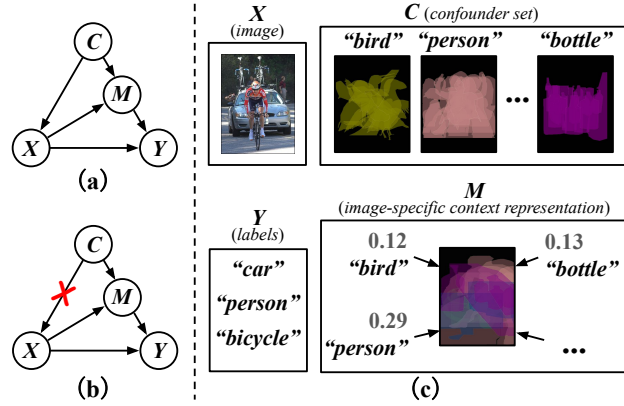 C
M
X
Y
(a)
C
M
X
Y
(b)
X
(image)
C (confounder set)
“bird” “person” ... “bottle”
Y
(labels)
“car”
“person”
“bicycle”
M
(image-specific context representation)
0.12 0.13
“bird” “bottle”
0.29
“person” ...
(c)